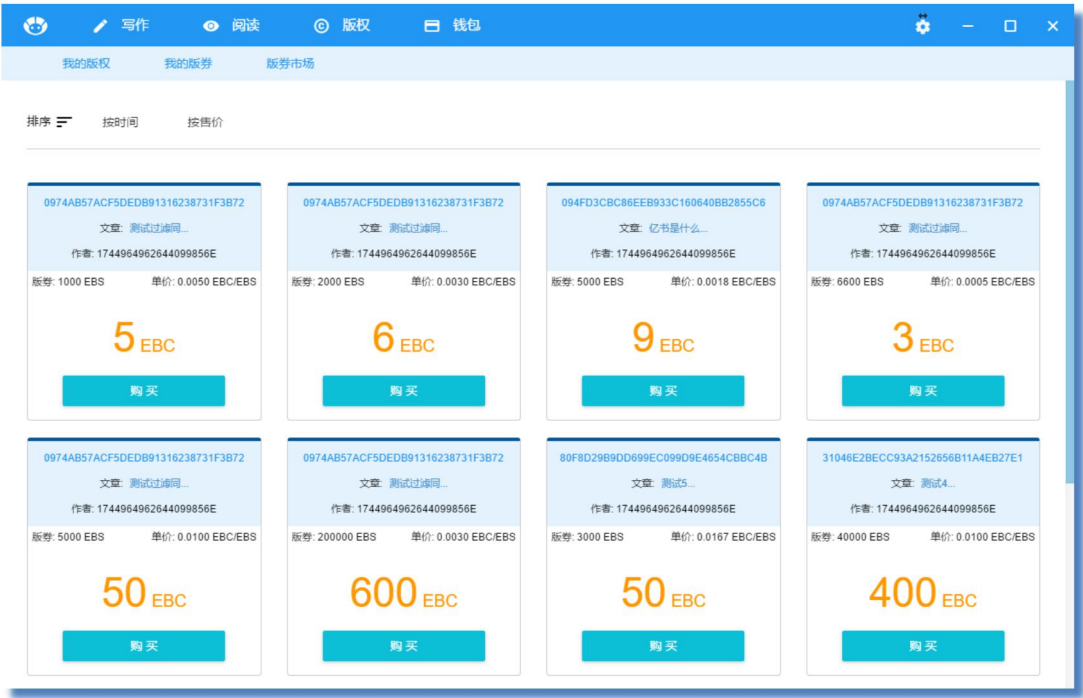 写作 阅读 版权 钱包
我的版权 我的版券 版券市场
排序 按时间 按售价
0974AB57ACF5DEDB91316238731F3B72
文章: 测试过滤同...
作者: 1744964962644099856E
版券: 1000 EBS 单价: 0.0050 EBC/EBS
5 EBC
购买
0974AB57ACF5DEDB91316238731F3B72
文章: 测试过滤同...
作者: 1744964962644099856E
版券: 2000 EBS 单价: 0.0030 EBC/EBS
6 EBC
购买
094FD3CBC86EEB933C160640BB2855C6
文章: 亿书是什么...
作者: 1744964962644099856E
版券: 5000 EBS 单价: 0.0018 EBC/EBS
9 EBC
购买
0974AB57ACF5DEDB91316238731F3B72
文章: 测试过滤同...
作者: 1744964962644099856E
版券: 6600 EBS 单价: 0.0005 EBC/EBS
3 EBC
购买
0974AB57ACF5DEDB91316238731F3B72
文章: 测试过滤同...
作者: 1744964962644099856E
版券: 5000 EBS 单价: 0.0100 EBC/EBS
50 EBC
购买
0974AB57ACF5DEDB91316238731F3B72
文章: 测试过滤同...
作者: 1744964962644099856E
版券: 200000 EBS 单价: 0.0030 EBC/EBS
600 EBC
购买
80F8D29B9DD699EC099D9E4654CBBC4B
文章: 测试5...
作者: 1744964962644099856E
版券: 3000 EBS 单价: 0.0167 EBC/EBS
50 EBC
购买
31046E2BECC93A2152656B11A4EB27E1
文章: 测试4...
作者: 1744964962644099856E
版券: 40000 EBS 单价: 0.0100 EBC/EBS
400 EBC
购买